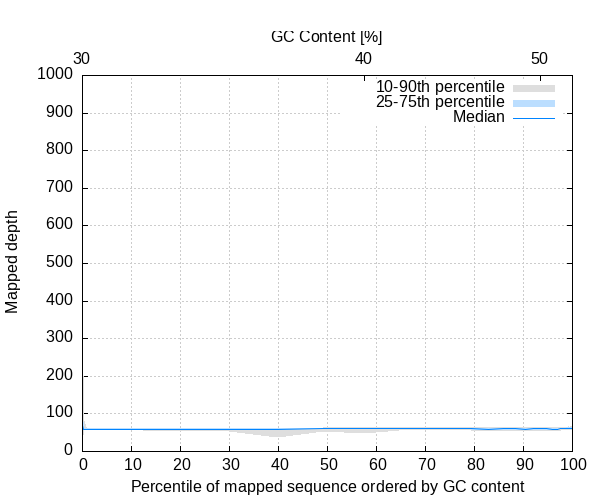 GC Content [%]
30 40 50
1000
10-90th percentile
25-75th percentile
Median
900
800
700
600
500
400
300
200
100
0
Mapped depth
0 10 20 30 40 50 60 70 80 90 100
Percentile of mapped sequence ordered by GC content